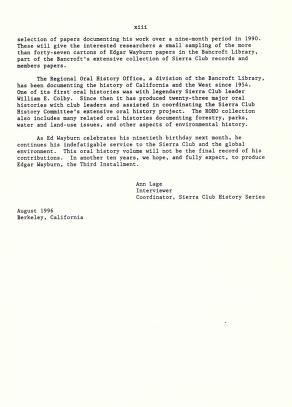 xiii
selection of papers documenting his work over a nine-month period in 1990.
These will give the interested researchers a small sampling of the more
than forty-seven cartons of Edgar Wayburn papers in the Bancroft Library,
part of the Bancroft's extensive collection of Sierra Club records and
members papers.
The Regional Oral History Office, a division of the Bancroft Library,
has been documenting the history of California and the West since 1954.
One of its first oral histories was with legendary Sierra Club leader
William E. Colby. Since then it has produced twenty-three major oral
histories with club leaders and assisted in coordinating the Sierra Club
History Committee's extensive oral history project. The ROHO collection
also includes many related oral histories documenting forestry, parks,
water and land-use issues, and other aspects of environmental history.
As Ed Wayburn celebrates his ninetieth birthday next month, he
continues his indefatigable service to the Sierra Club and the global
environment. This oral history volume will not be the final record of his
contributions. In another ten years, we hope, and fully expect, to produce
Edgar Wayburn, the Third Installment.
Ann Lage
Interviewer
Coordinator, Sierra Club History Series
August 1996
Berkeley, California